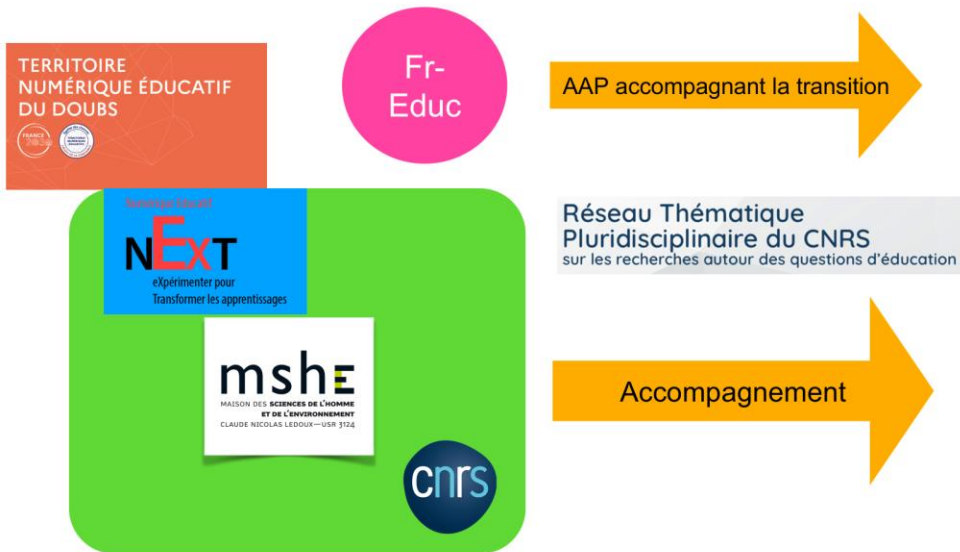 TERRITOIRE
NUMÉRIQUE ÉDUCATIF
DU DOUBS
FRANCE
2030
Fr-
Educ
AAP accompagnant la transition
Numérique Éducatif
NExT
eXpérimenter pour
Transformer les apprentissages
Réseau Thématique
Pluridisciplinaire du CNRS
sur les recherches autour des questions d'éducation
mshE
MAISON DES SCIENCES DE L'HOMME
ET DE L'ENVIRONNEMENT
CLAUDE NICOLAS LEDOUX—USR 3124
Accompagnement
cnrs